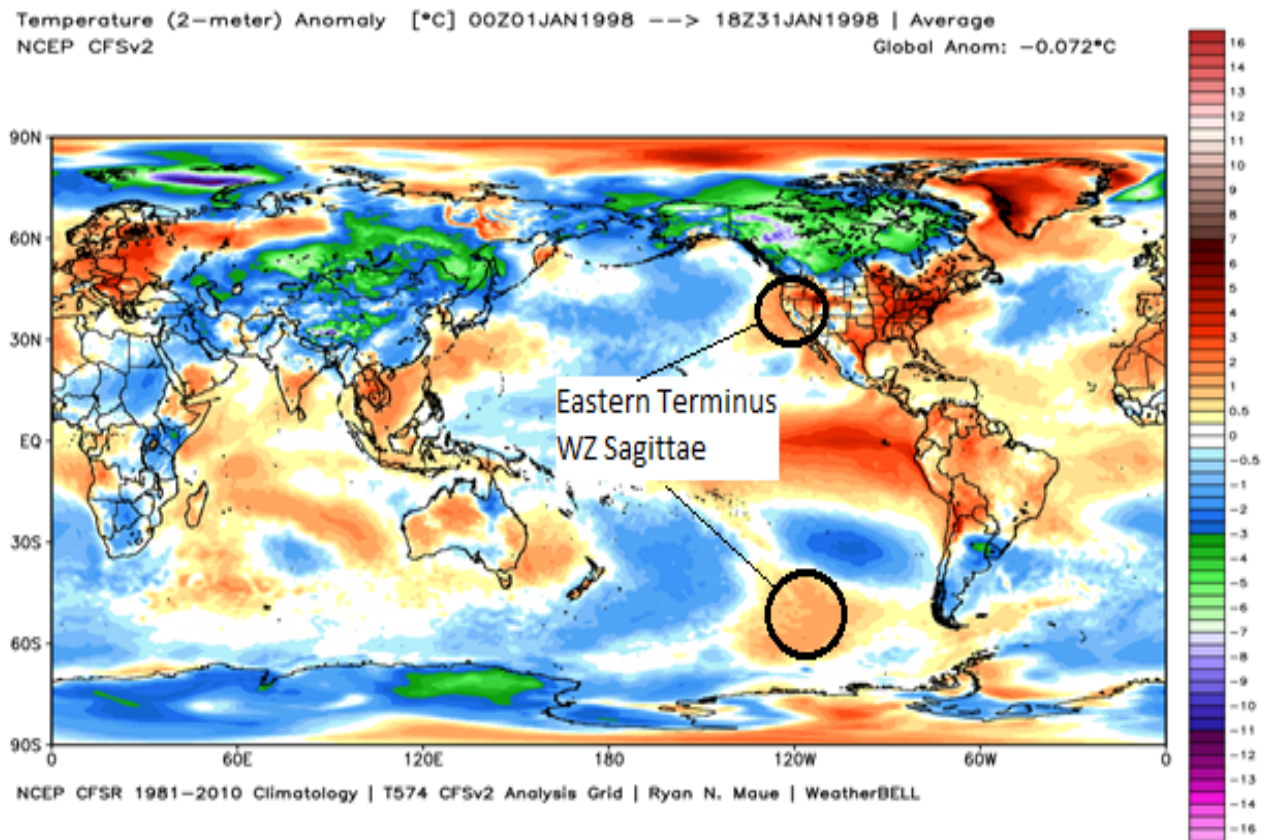 Temperature (2-meter) Anomaly [°C] 00Z01JAN1998 --> 18Z31JAN1998 | Average
NCEP CFSv2 Global Anom: -0.072°C
90N
60N
30N
EQ
30S
60S
90S
Eastern Terminus
WZ Sagittae
0 60E 120E 180 120W 60W 0
16
14
13
12
11
10
9
8
7
6
5
4
3
2
1
0.5
0
-0.5
-1
-2
-3
-4
-5
-6
-7
-8
-9
-10
-11
-12
-13
-14
-16
NCEP CFSR 1981-2010 Climatology | T574 CFSv2 Analysis Grid | Ryan N. Maue | WeatherBELL